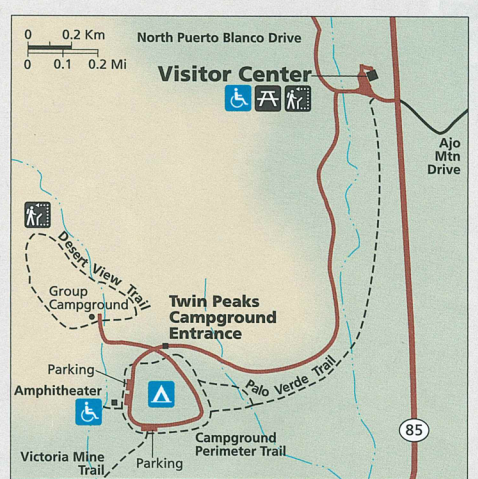 0 0.2 Km
0 0.1 0.2 Mi
North Puerto Blanco Drive
Visitor Center
Ajo
Mtn
Drive
Desert View Trail
Group
Campground
Twin Peaks
Campground
Entrance
Parking
Amphitheater
Palo Verde Trail
85
Campground
Perimeter Trail
Victoria Mine
Trail
Parking